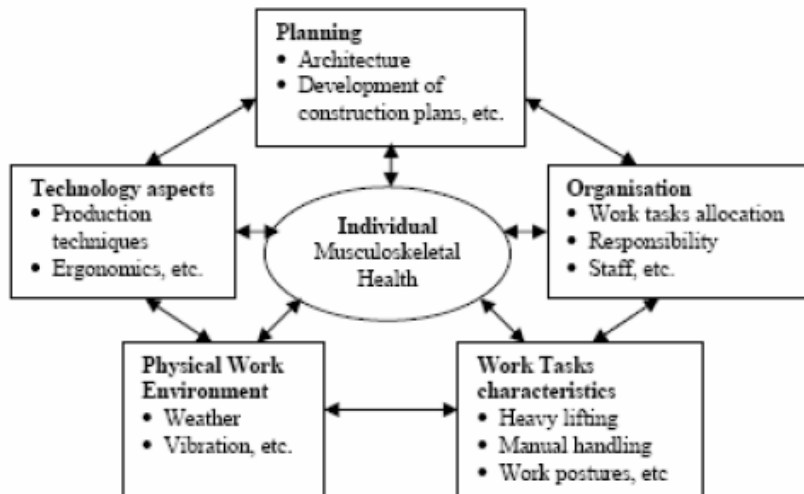 Planning
• Architecture
• Development of
construction plans, etc.
Technology aspects
• Production
techniques
• Ergonomics, etc.
Individual
Musculoskeletal
Health
Organisation
• Work tasks allocation
• Responsibility
• Staff, etc.
Physical Work
Environment
• Weather
• Vibration, etc.
Work Tasks
characteristics
• Heavy lifting
• Manual handling
• Work postures, etc